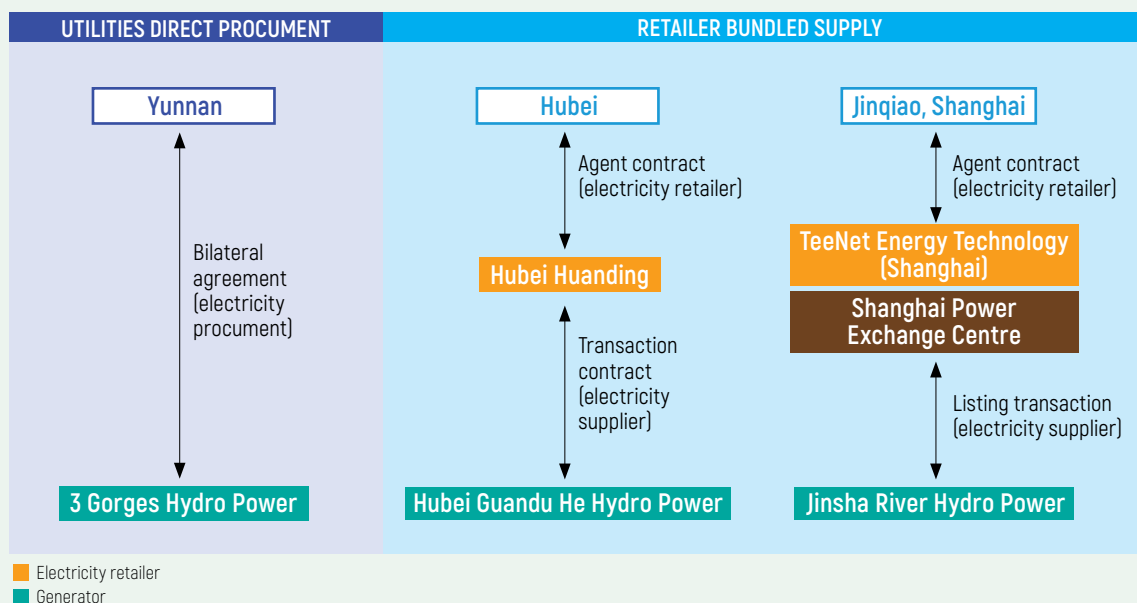 UTILITIES DIRECT PROCUMENT
RETAILER BUNDLED SUPPLY
Yunnan
Bilateral
agreement
(electricity
procument)
3 Gorges Hydro Power
Hubei
Agent contract
(electricity retailer)
Hubei Huanding
Transaction
contract
(electricity
supplier)
Hubei Guandu He Hydro Power
Jinqiao, Shanghai
Agent contract
(electricity retailer)
TeeNet Energy Technology
(Shanghai)
Shanghai Power
Exchange Centre
Listing transaction
(electricity supplier)
Jinsha River Hydro Power
Electricity retailer
Generator